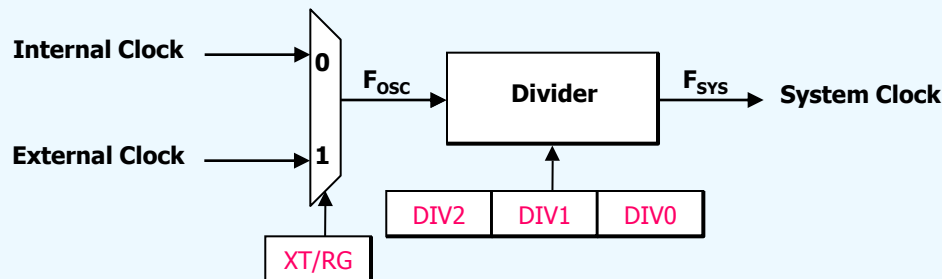 Internal Clock
0
F_OSC
Divider
F_SYS
System Clock
External Clock
1
DIV2
DIV1
DIV0
XT/RG